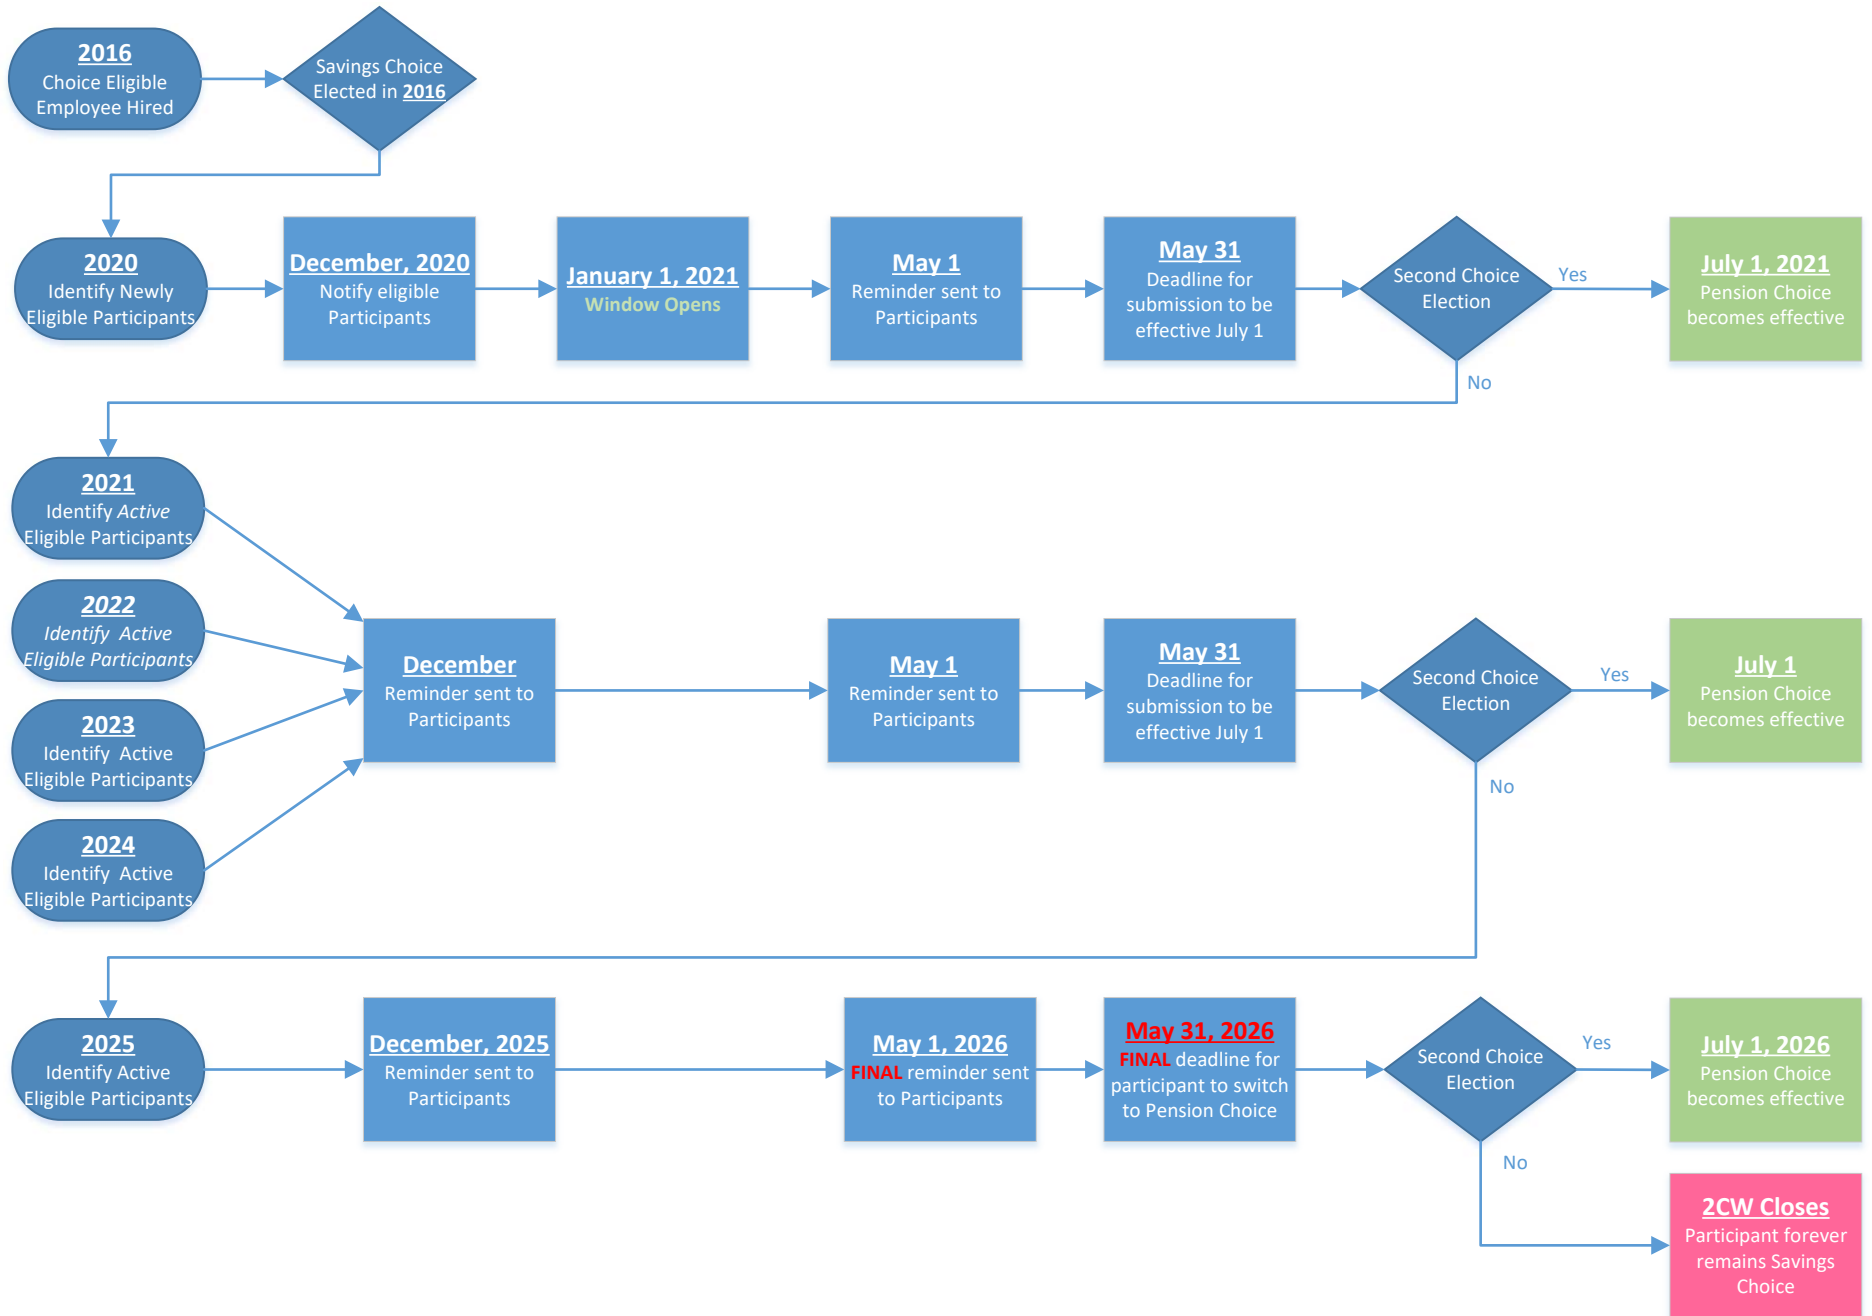 2016
Choice Eligible
Employee Hired
Savings Choice
Elected in 2016
2020
Identify Newly
Eligible Participants
December, 2020
Notify eligible
Participants
January 1, 2021
Window Opens
May 1
Reminder sent to
Participants
May 31
Deadline for
submission to be
effective July 1
Second Choice
Election
Yes
July 1, 2021
Pension Choice
becomes effective
No
2021
Identify Active
Eligible Participants
2022
Identify Active
Eligible Participants
2023
Identify Active
Eligible Participants
2024
Identify Active
Eligible Participants
December
Reminder sent to
Participants
May 1
Reminder sent to
Participants
May 31
Deadline for
submission to be
effective July 1
Second Choice
Election
Yes
July 1
Pension Choice
becomes effective
No
2025
Identify Active
Eligible Participants
December, 2025
Reminder sent to
Participants
May 1, 2026
FINAL reminder sent
to Participants
May 31, 2026
FINAL deadline for
participant to switch
to Pension Choice
Second Choice
Election
Yes
July 1, 2026
Pension Choice
becomes effective
No
2CW Closes
Participant forever
remains Savings
Choice